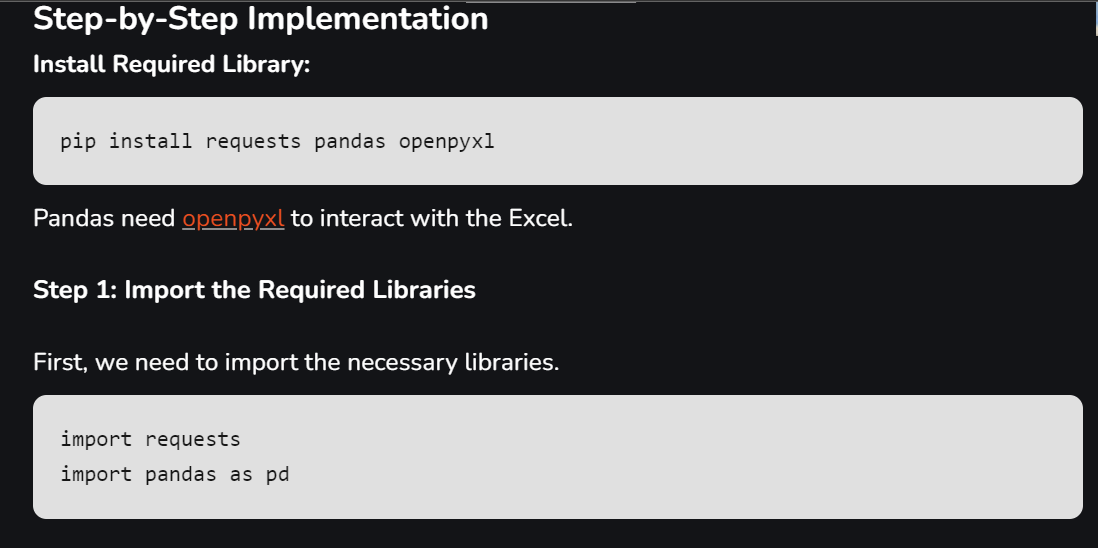 Step-by-Step Implementation
Install Required Library:
pip install requests pandas openpyxl
Pandas need openpyxl to interact with the Excel.
Step 1: Import the Required Libraries
First, we need to import the necessary libraries.
import requests
import pandas as pd